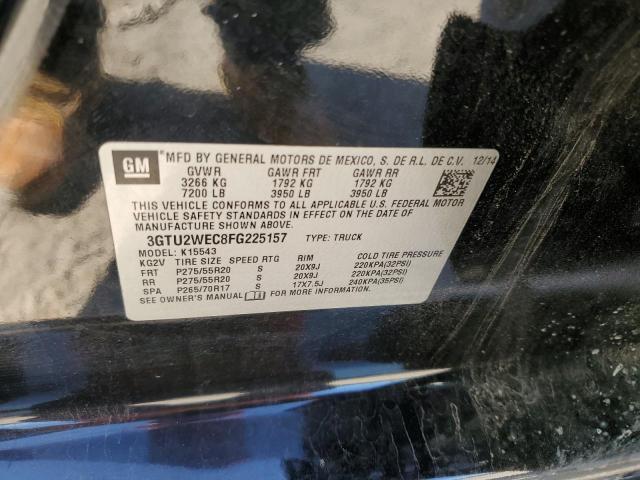 GM ®MFD BY GENERAL MOTORS DE MEXICO, S. DE R.L. DE C.V. 12/14
GVWR GAWR FRT GAWR RR
3266 KG 1792 KG 1792 KG
7200 LB 3950 LB 3950 LB
THIS VEHICLE CONFORMS TO ALL APPLICABLE U.S. FEDERAL MOTOR
VEHICLE SAFETY STANDARDS IN EFFECT ON THE DATE OF
MANUFACTURE SHOWN ABOVE.
3GTU2WEC8FG225157 TYPE: TRUCK
MODEL: K15543
KG2V TIRE SIZE SPEED RTG RIM COLD TIRE PRESSURE
FRT P275/55R20 S 20X9J 220KPA(32PSI)
RR P275/55R20 S 20X9J 220KPA(32PSI)
SPA P265/70R17 S 17X7.5J 240KPA(35PSI)
SEE OWNER'S MANUAL FOR MORE INFORMATION.